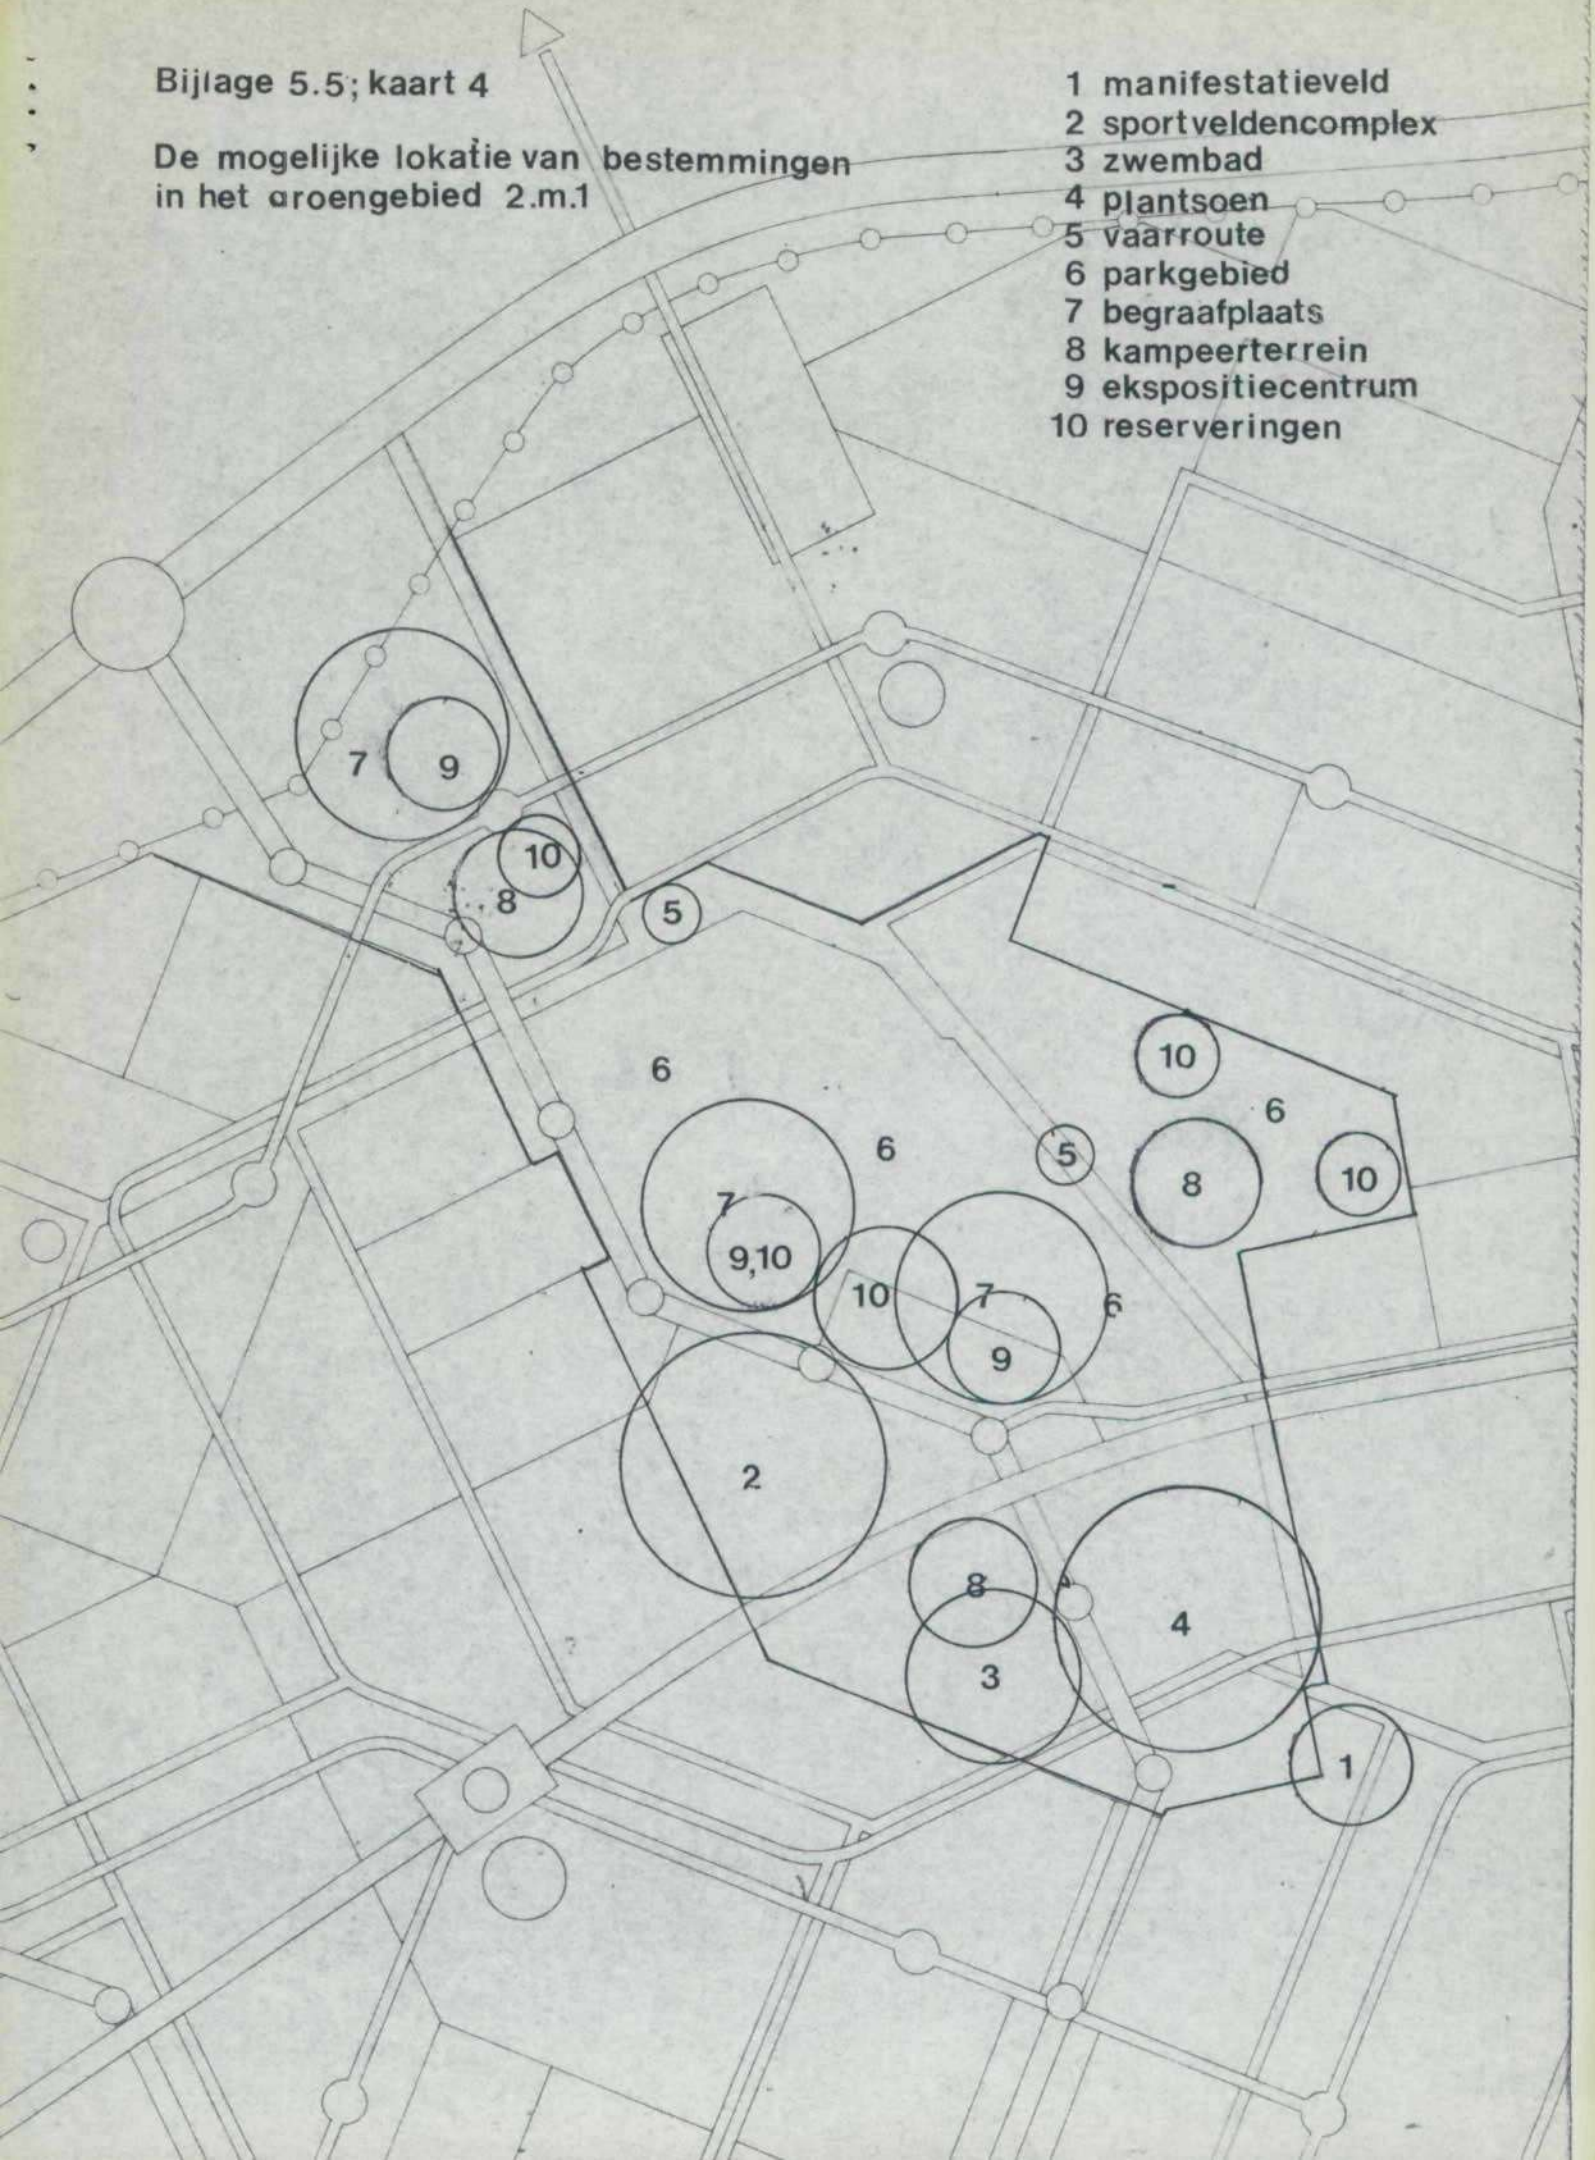 Bijlage 5.5; kaart 4
De mogelijke lokatie van bestemmingen
in het groengebied 2.m.1
1 manifestatieveld
2 sportveldencomplex
3 zwembad
4 plantsoen
5 vaarroute
6 parkgebied
7 begraafplaats
8 kampeerterrein
9 ekspositiecentrum
10 reserveringen
7
9
10
8
5
6
10
6
6
5
8
10
7
9,10
10
7
6
9
2
8
4
3
1